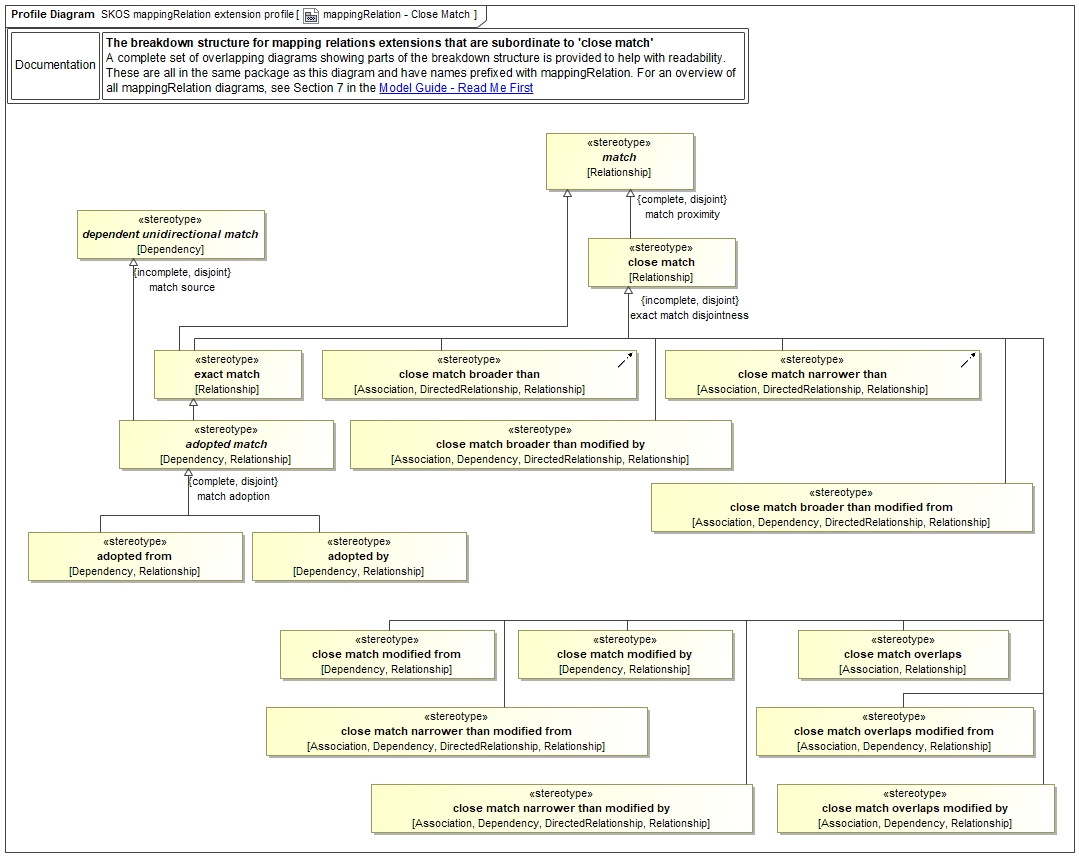 Profile Diagram SKOS mappingRelation extension profile [ mappingRelation - Close Match ]
Documentation
The breakdown structure for mapping relations extensions that are subordinate to 'close match'
A complete set of overlapping diagrams showing parts of the breakdown structure is provided to help with readability.
These are all in the same package as this diagram and have names prefixed with mappingRelation. For an overview of
all mappingRelation diagrams, see Section 7 in the Model Guide - Read Me First
«stereotype»
match
[Relationship]
{complete, disjoint}
match proximity
«stereotype»
dependent unidirectional match
[Dependency]
{incomplete, disjoint}
match source
«stereotype»
close match
[Relationship]
{incomplete, disjoint}
exact match disjointness
«stereotype»
exact match
[Relationship]
«stereotype»
close match broader than
[Association, DirectedRelationship, Relationship]
«stereotype»
close match narrower than
[Association, DirectedRelationship, Relationship]
«stereotype»
adopted match
[Dependency, Relationship]
{complete, disjoint}
match adoption
«stereotype»
close match broader than modified by
[Association, Dependency, DirectedRelationship, Relationship]
«stereotype»
close match broader than modified from
[Association, Dependency, DirectedRelationship, Relationship]
«stereotype»
adopted from
[Dependency, Relationship]
«stereotype»
adopted by
[Dependency, Relationship]
«stereotype»
close match modified from
[Dependency, Relationship]
«stereotype»
close match modified by
[Dependency, Relationship]
«stereotype»
close match overlaps
[Association, Relationship]
«stereotype»
close match narrower than modified from
[Association, Dependency, DirectedRelationship, Relationship]
«stereotype»
close match overlaps modified from
[Association, Dependency, Relationship]
«stereotype»
close match narrower than modified by
[Association, Dependency, DirectedRelationship, Relationship]
«stereotype»
close match overlaps modified by
[Association, Dependency, Relationship]